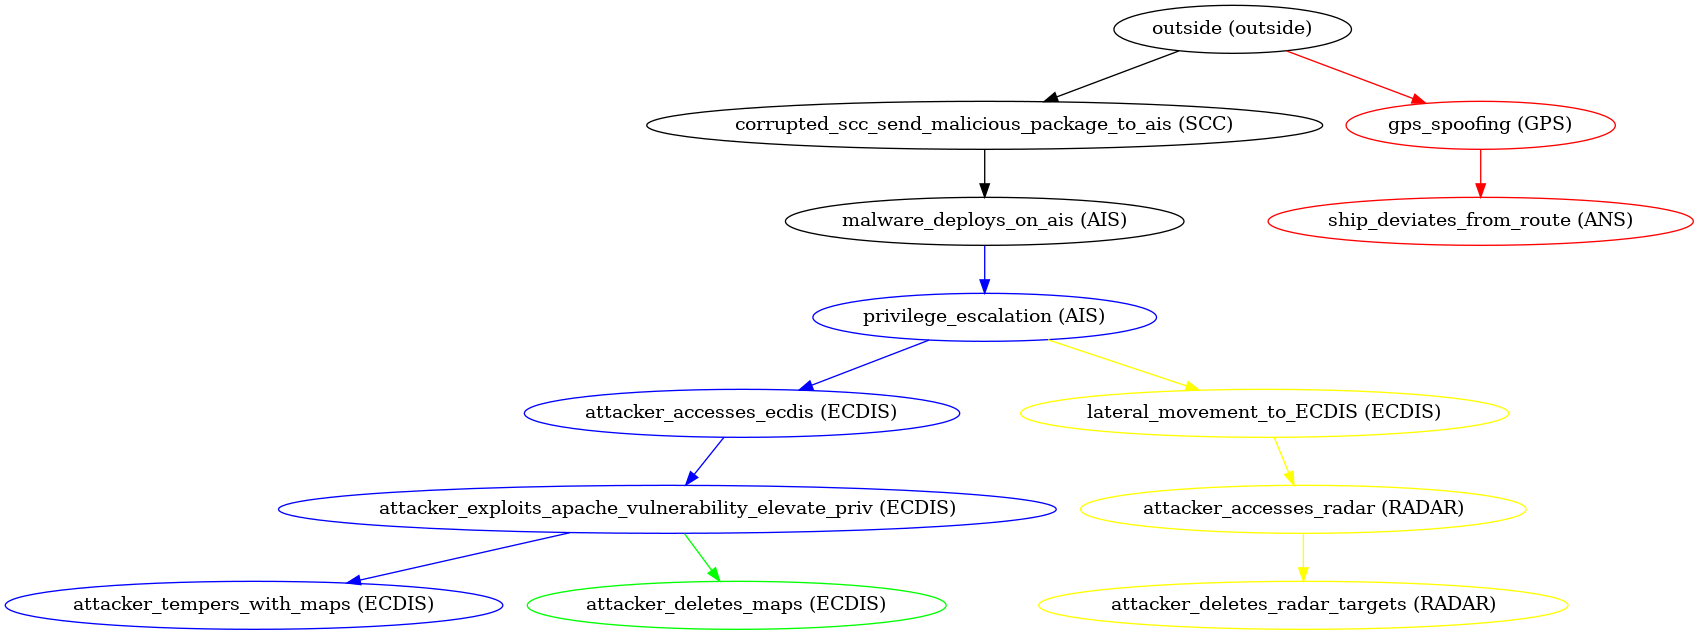 outside (outside)
corrupted_scc_send_malicious_package_to_ais (SCC)
gps_spoofing (GPS)
malware_deploys_on_ais (AIS)
ship_deviates_from_route (ANS)
privilege_escalation (AIS)
attacker_accesses_ecdis (ECDIS)
lateral_movement_to_ECDIS (ECDIS)
attacker_exploits_apache_vulnerability_elevate_priv (ECDIS)
attacker_accesses_radar (RADAR)
attacker_tempers_with_maps (ECDIS)
attacker_deletes_maps (ECDIS)
attacker_deletes_radar_targets (RADAR)